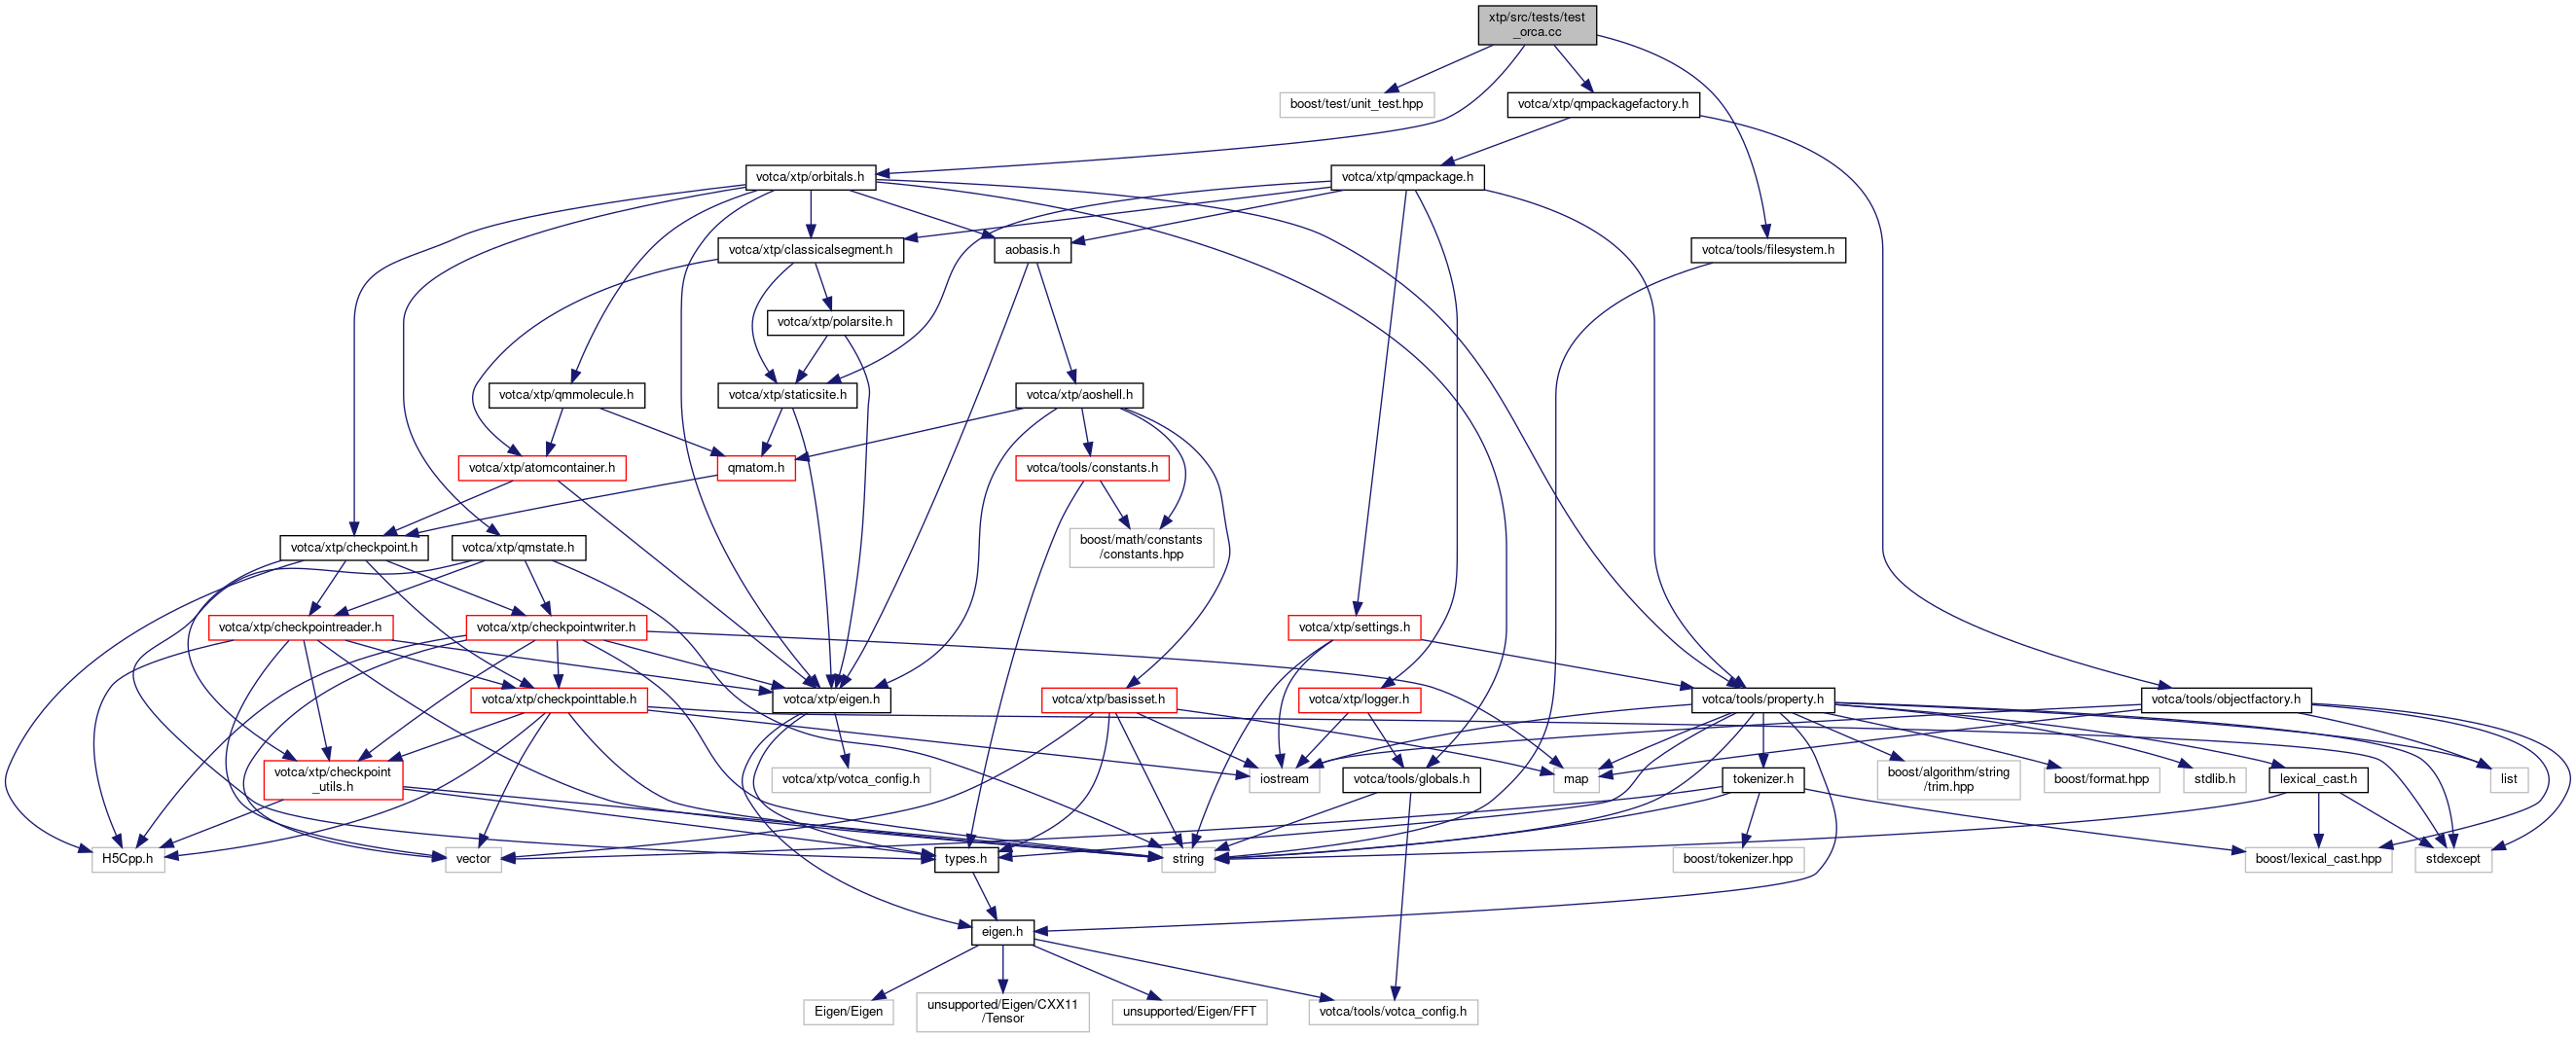 xtp/src/tests/test
_orca.cc
boost/test/unit_test.hpp
votca/xtp/qmpackagefactory.h
votca/xtp/orbitals.h
votca/xtp/qmpackage.h
votca/xtp/classicalsegment.h
aobasis.h
votca/tools/filesystem.h
votca/xtp/polarsite.h
votca/xtp/qmmolecule.h
votca/xtp/staticsite.h
votca/xtp/aoshell.h
votca/xtp/atomcontainer.h
qmatom.h
votca/tools/constants.h
votca/xtp/checkpoint.h
votca/xtp/qmstate.h
boost/math/constants
/constants.hpp
votca/xtp/checkpointreader.h
votca/xtp/checkpointwriter.h
votca/xtp/settings.h
votca/xtp/checkpointtable.h
votca/xtp/eigen.h
votca/xtp/basisset.h
votca/xtp/logger.h
votca/tools/property.h
votca/tools/objectfactory.h
votca/xtp/checkpoint
_utils.h
votca/xtp/votca_config.h
iostream
votca/tools/globals.h
map
tokenizer.h
boost/algorithm/string
/trim.hpp
boost/format.hpp
stdlib.h
lexical_cast.h
list
H5Cpp.h
vector
types.h
string
boost/tokenizer.hpp
boost/lexical_cast.hpp
stdexcept
eigen.h
Eigen/Eigen
unsupported/Eigen/CXX11
/Tensor
unsupported/Eigen/FFT
votca/tools/votca_config.h